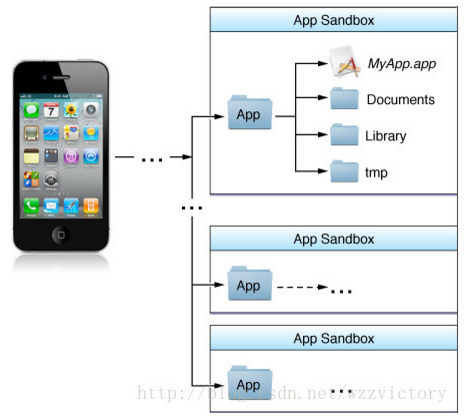 App Sandbox
MyApp.app
App
Documents
Library
tmp
...
...
App Sandbox
App
...
App Sandbox
App
...